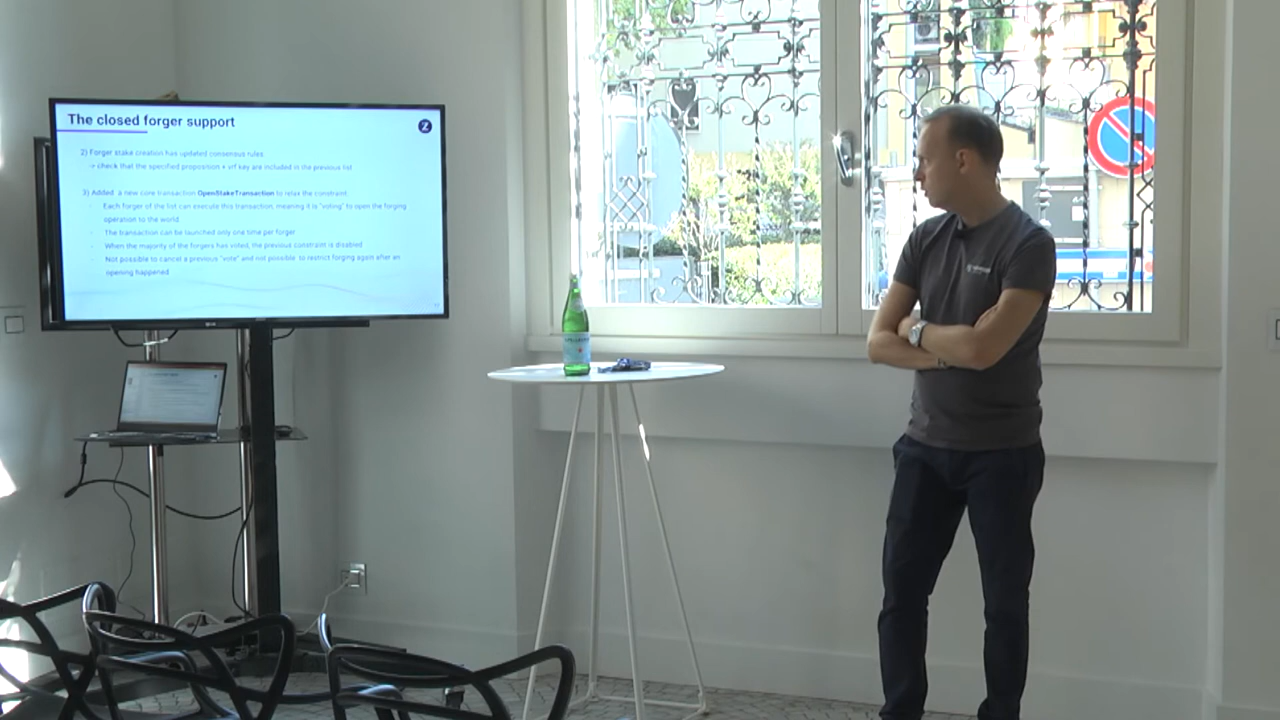 The closed forger support
2) Forger stake creation has updated consensus rules
-> check that the specified proposition + vrf key are included in the previous list
3) Added a new core transaction OpenStakeTransaction to relax the constraint
- Each forger of the list can execute this transaction, meaning it is "voting" to open the forging
operation to the world
- The transaction can be launched only one time per forger
- When the majority of the forgers has voted, the previous constraint is disabled
- Not possible to cancel a previous "vote" and not possible to restrict forging again after an
opening happened